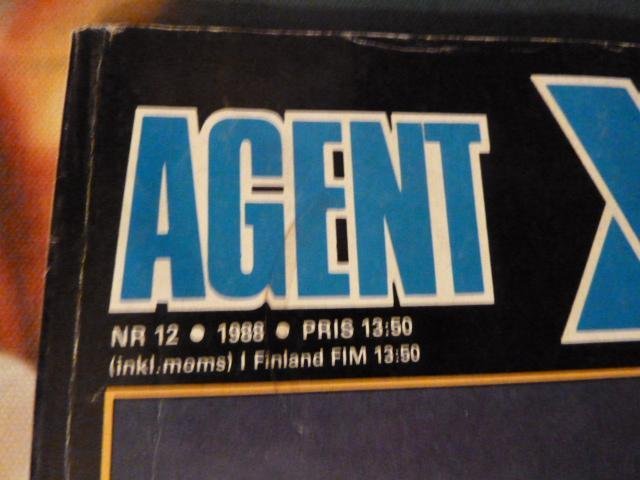 AGENT X
NR 12 • 1988 • PRIS 13:50
(inkl.moms) I Finland FIM 13:50